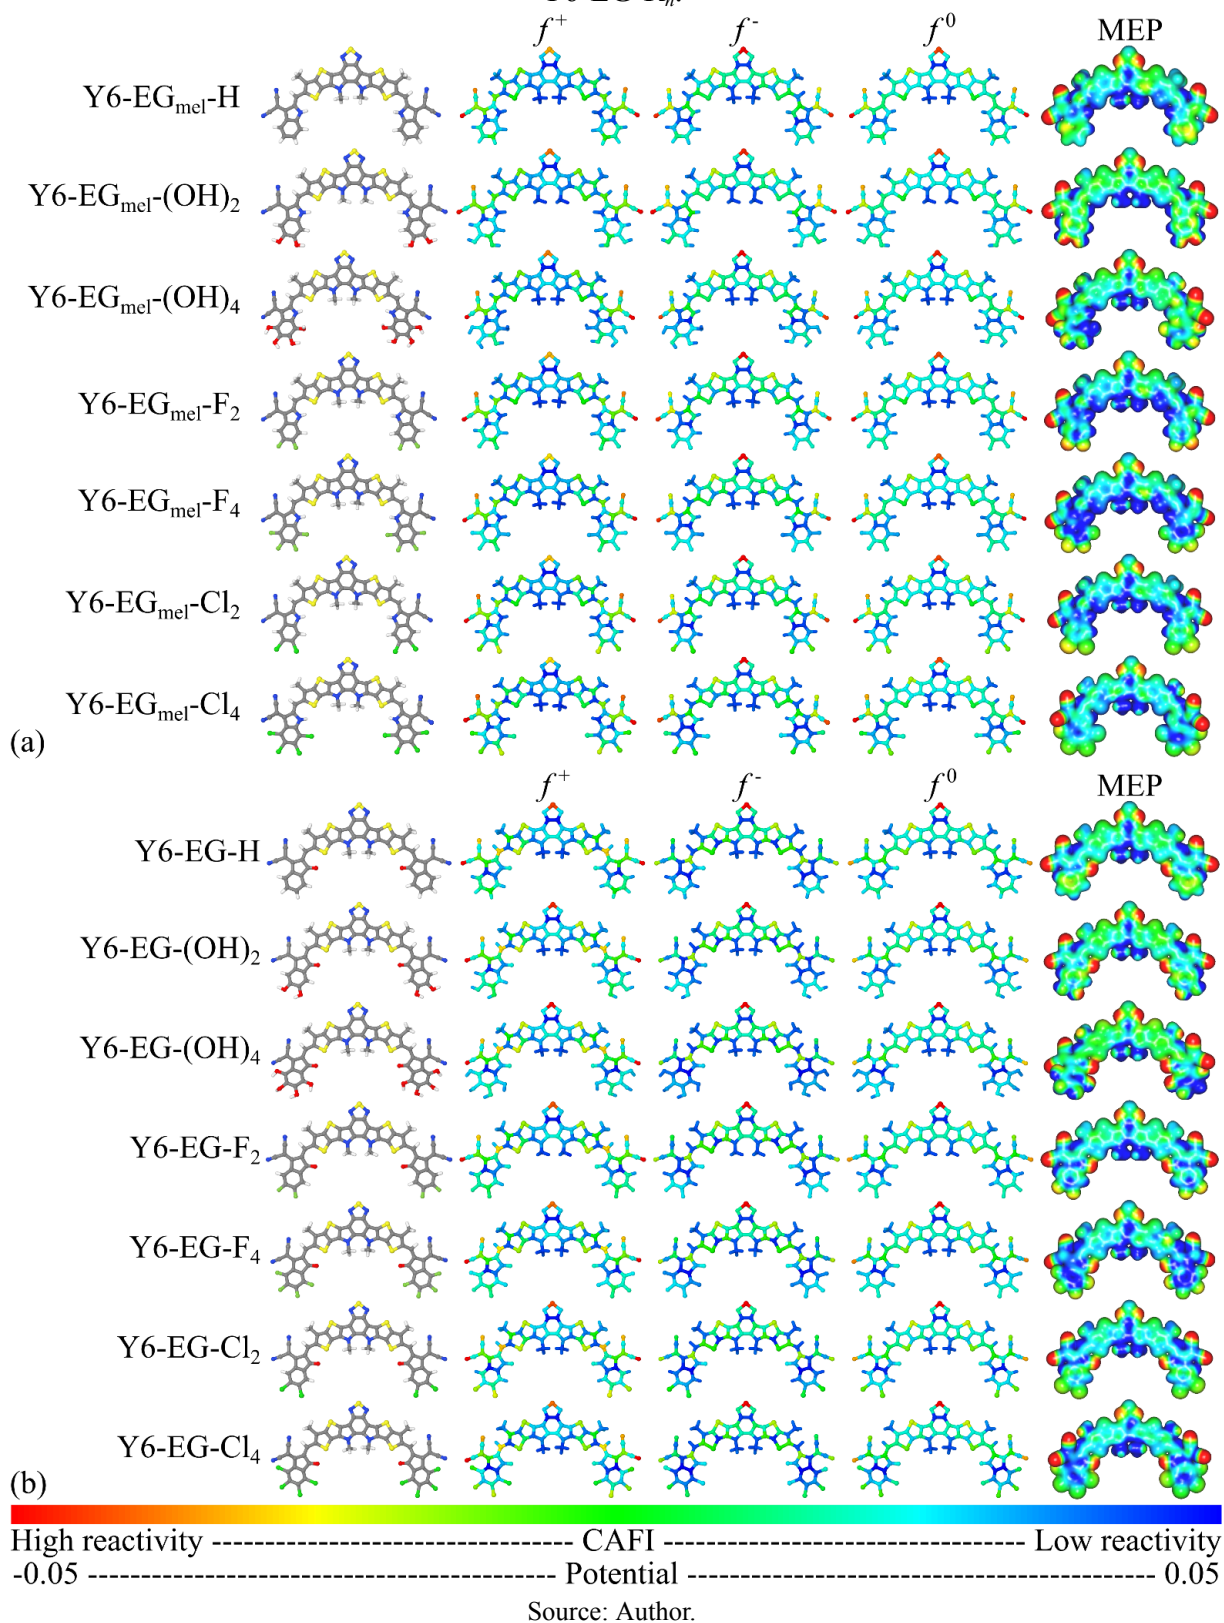 f⁺ f⁻ f⁰ MEP
Y6-EGmel-H
Y6-EGmel-(OH)2
Y6-EGmel-(OH)4
Y6-EGmel-F2
Y6-EGmel-F4
Y6-EGmel-Cl2
Y6-EGmel-Cl4
(a)
f⁺ f⁻ f⁰ MEP
Y6-EG-H
Y6-EG-(OH)2
Y6-EG-(OH)4
Y6-EG-F2
Y6-EG-F4
Y6-EG-Cl2
Y6-EG-Cl4
(b)
High reactivity ---------------------------- CAFI ---------------------------- Low reactivity
-0.05 ------------------------------------ Potential ------------------------------------ 0.05
Source: Author.